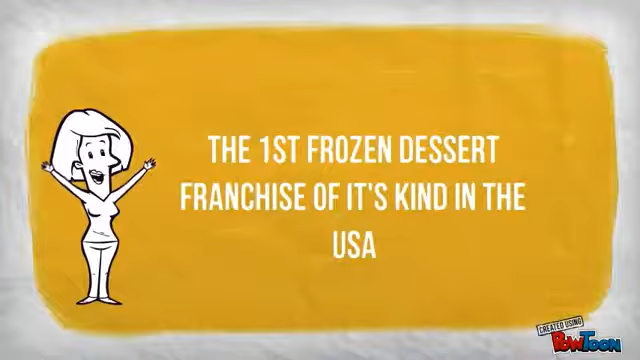 THE 1ST FROZEN DESSERT
FRANCHISE OF IT'S KIND IN THE
USA
CREATED USING
POWTOON